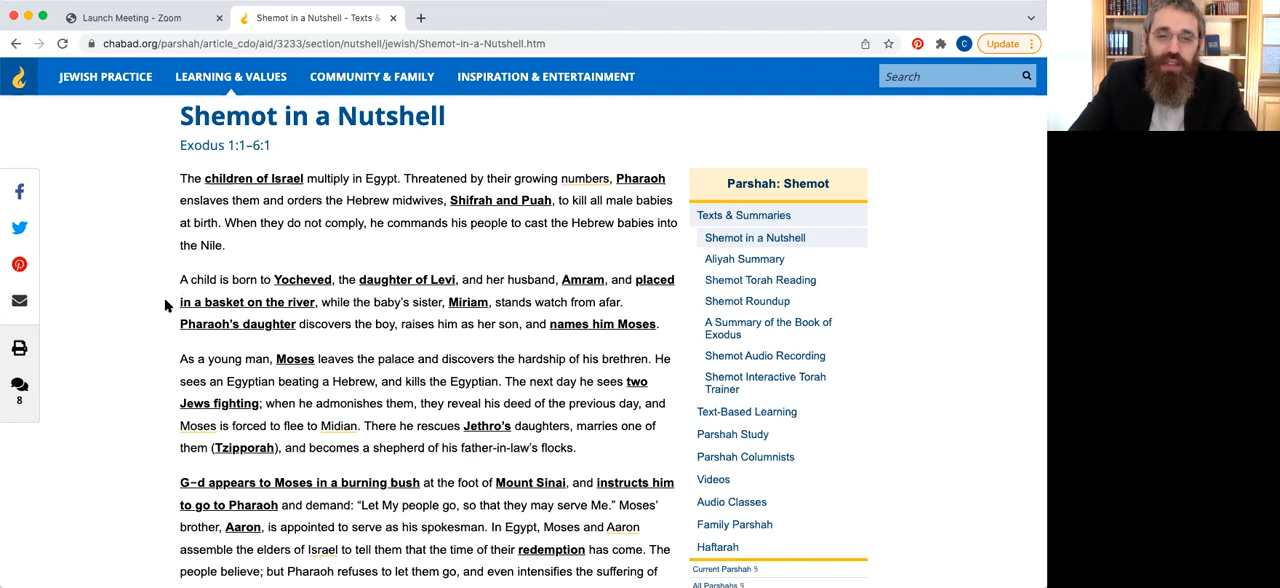 Launch Meeting - Zoom
Shemot in a Nutshell - Texts &
chabad.org/parshah/article_cdo/aid/3233/section/nutshell/jewish/Shemot-in-a-Nutshell.htm
C
Update
JEWISH PRACTICE
LEARNING & VALUES
COMMUNITY & FAMILY
INSPIRATION & ENTERTAINMENT
Search
Shemot in a Nutshell
Exodus 1:1–6:1
The children of Israel multiply in Egypt. Threatened by their growing numbers, Pharaoh
enslaves them and orders the Hebrew midwives, Shifrah and Puah, to kill all male babies
at birth. When they do not comply, he commands his people to cast the Hebrew babies into
the Nile.
A child is born to Yocheved, the daughter of Levi, and her husband, Amram, and placed
in a basket on the river, while the baby’s sister, Miriam, stands watch from afar.
Pharaoh’s daughter discovers the boy, raises him as her son, and names him Moses.
As a young man, Moses leaves the palace and discovers the hardship of his brethren. He
sees an Egyptian beating a Hebrew, and kills the Egyptian. The next day he sees two
Jews fighting; when he admonishes them, they reveal his deed of the previous day, and
Moses is forced to flee to Midian. There he rescues Jethro’s daughters, marries one of
them (Tzipporah), and becomes a shepherd of his father-in-law’s flocks.
G‑d appears to Moses in a burning bush at the foot of Mount Sinai, and instructs him
to go to Pharaoh and demand: “Let My people go, so that they may serve Me.” Moses’
brother, Aaron, is appointed to serve as his spokesman. In Egypt, Moses and Aaron
assemble the elders of Israel to tell them that the time of their redemption has come. The
people believe; but Pharaoh refuses to let them go, and even intensifies the suffering of
8
Parshah: Shemot
Texts & Summaries
Shemot in a Nutshell
Aliyah Summary
Shemot Torah Reading
Shemot Roundup
A Summary of the Book of
Exodus
Shemot Audio Recording
Shemot Interactive Torah
Trainer
Text-Based Learning
Parshah Study
Parshah Columnists
Videos
Audio Classes
Family Parshah
Haftarah
Current Parshah
All Parshahs